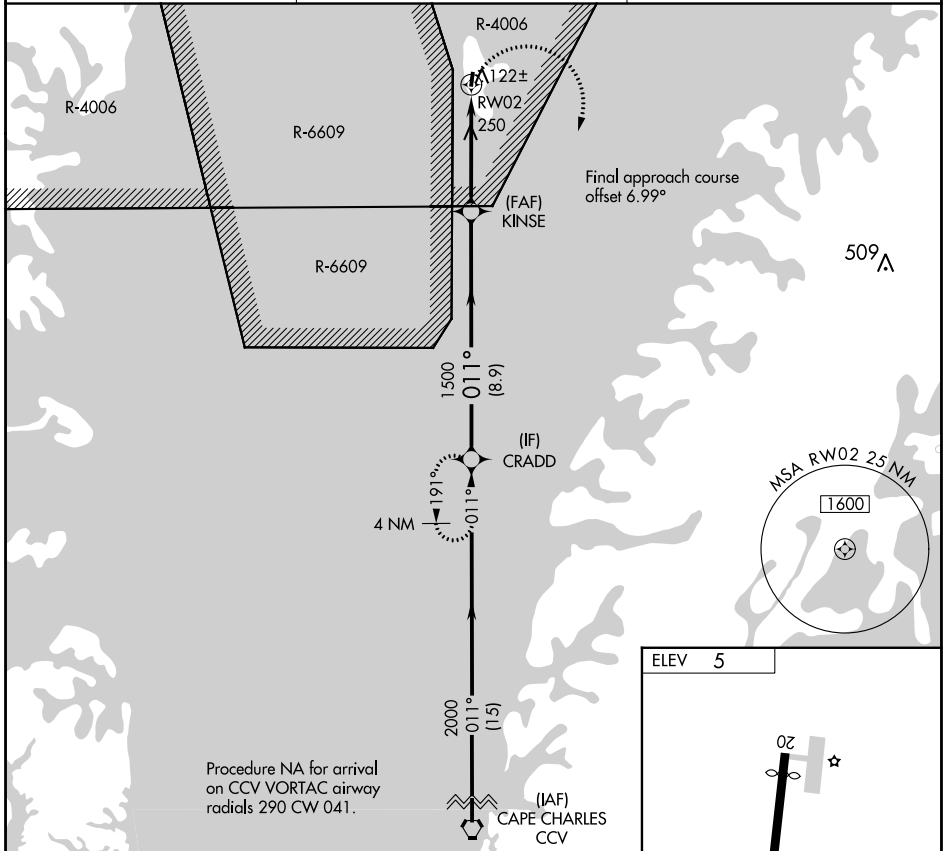 R-4006
R-4006
122±
RW02
250
R-6609
Final approach course
offset 6.99°
(FAF)
KINSE
509
R-6609
1500
011°
(8.9)
(IF)
CRADD
191°
011°
4 NM
MSA RW02 25 NM
1600
ELEV 5
20
2000
011°
(15)
Procedure NA for arrival
on CCV VORTAC airway
radials 290 CW 041.
(IAF)
CAPE CHARLES
CCV